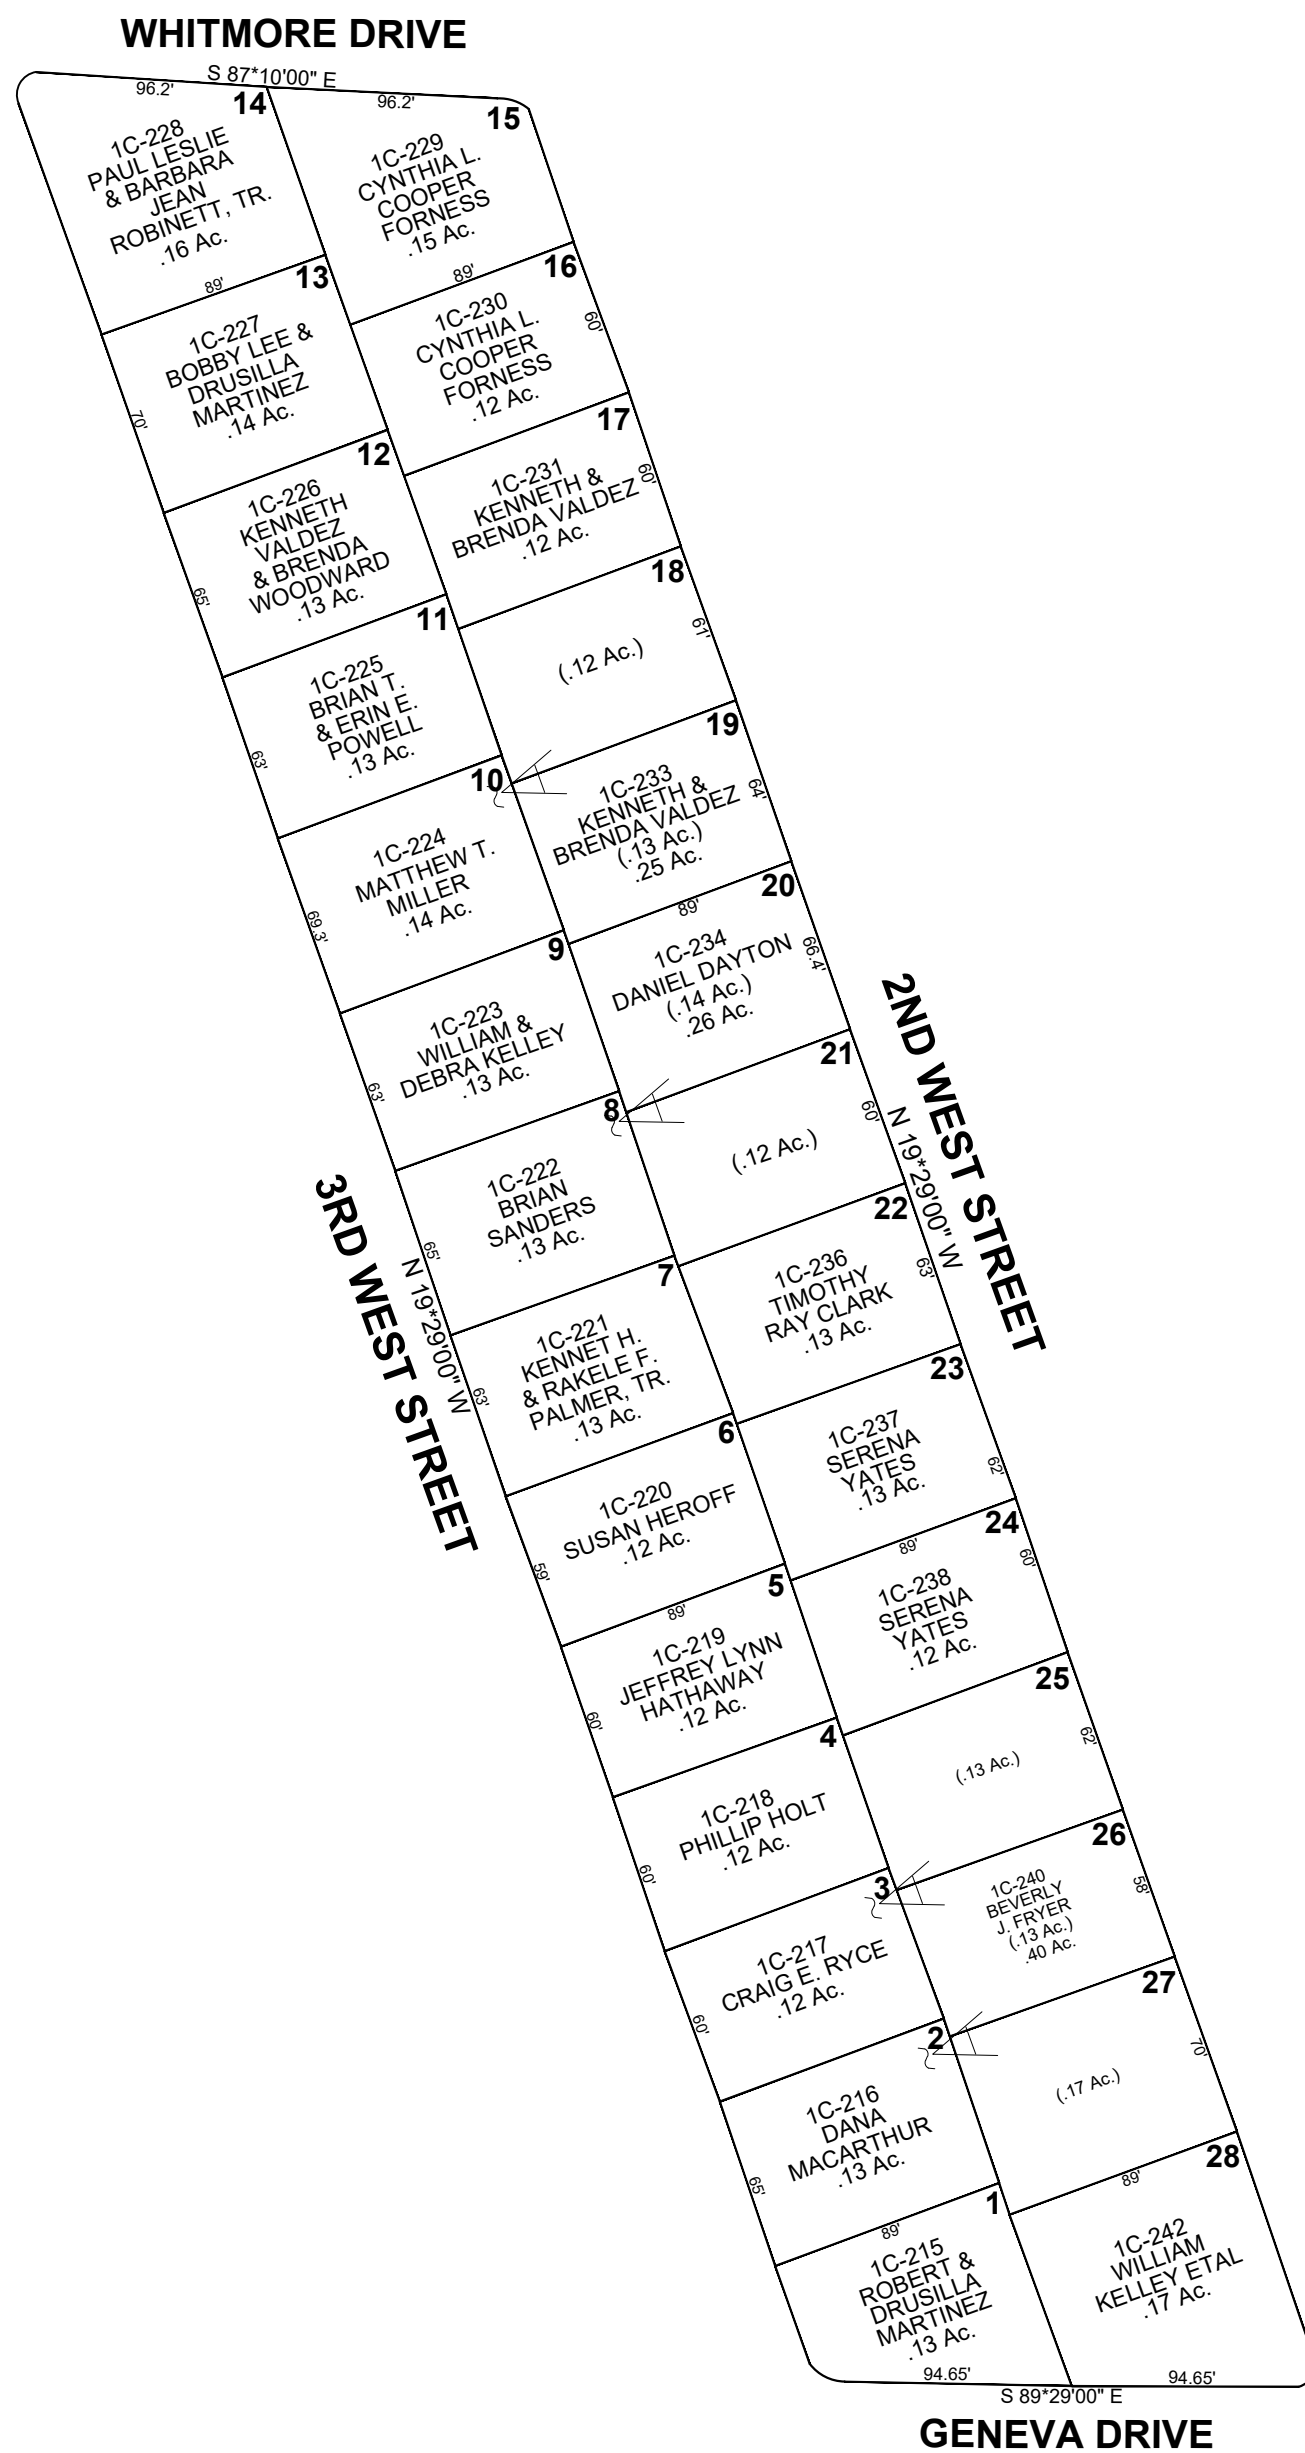 WHITMORE DRIVE
S 87*10'00" E
96.2'
96.2'
14
1C-228
PAUL LESLIE
& BARBARA
JEAN
ROBINETT, TR.
.16 Ac.
15
1C-229
CYNTHIA L.
COOPER
FORNESS
.15 Ac.
89'
13
1C-227
BOBBY LEE &
DRUSILLA
MARTINEZ
.14 Ac.
70'
89'
16
1C-230
CYNTHIA L.
COOPER
FORNESS
.12 Ac.
60'
12
1C-226
KENNETH
VALDEZ
& BRENDA
WOODWARD
.13 Ac.
65'
17
1C-231
KENNETH &
BRENDA VALDEZ
.12 Ac.
60'
11
1C-225
BRIAN T.
& ERIN E.
POWELL
.13 Ac.
63'
18
(.12 Ac.)
61'
10
1C-224
MATTHEW T.
MILLER
.14 Ac.
69.3'
19
1C-233
KENNETH &
BRENDA VALDEZ
(.13 Ac.)
.25 Ac.
64'
89'
9
1C-223
WILLIAM &
DEBRA KELLEY
.13 Ac.
63'
20
1C-234
DANIEL DAYTON
(.14 Ac.)
.26 Ac.
66.4'
2ND WEST STREET
N 19*29'00" W
8
1C-222
BRIAN
SANDERS
.13 Ac.
65'
21
(.12 Ac.)
60'
3RD WEST STREET
N 19*29'00" W
7
1C-221
KENNET H.
& RAKELE F.
PALMER, TR.
.13 Ac.
63'
22
1C-236
TIMOTHY
RAY CLARK
.13 Ac.
63'
6
1C-220
SUSAN HEROFF
.12 Ac.
59'
23
1C-237
SERENA
YATES
.13 Ac.
62'
89'
89'
5
1C-219
JEFFREY LYNN
HATHAWAY
.12 Ac.
60'
24
1C-238
SERENA
YATES
.12 Ac.
60'
4
1C-218
PHILLIP HOLT
.12 Ac.
60'
25
(.13 Ac.)
62'
3
1C-217
CRAIG E. RYCE
.12 Ac.
60'
26
1C-240
BEVERLY
J. FRYER
(.13 Ac.)
.40 Ac.
58'
2
1C-216
DANA
MACARTHUR
.13 Ac.
65'
27
(.17 Ac.)
70'
89'
89'
1
1C-215
ROBERT &
DRUSILLA
MARTINEZ
.13 Ac.
28
1C-242
WILLIAM
KELLEY ETAL
.17 Ac.
94.65'
94.65'
S 89*29'00" E
GENEVA DRIVE